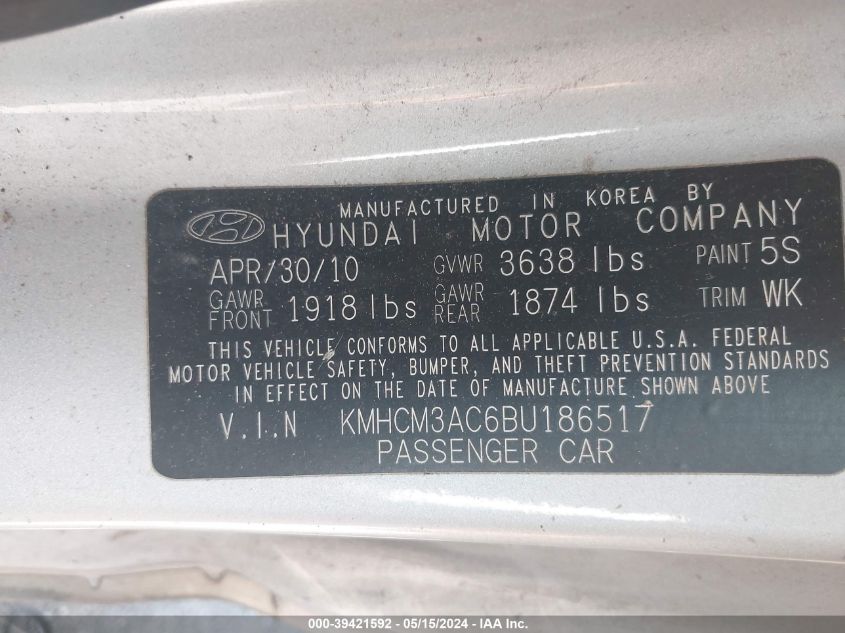 MANUFACTURED IN KOREA BY
HYUNDAI MOTOR COMPANY
APR/30/10 GVWR 3638 lbs PAINT 5S
GAWR FRONT 1918 lbs GAWR REAR 1874 lbs TRIM WK
THIS VEHICLE CONFORMS TO ALL APPLICABLE U.S.A. FEDERAL
MOTOR VEHICLE SAFETY, BUMPER, AND THEFT PREVENTION STANDARDS
IN EFFECT ON THE DATE OF MANUFACTURE SHOWN ABOVE
V.I.N KMHCM3AC6BU186517
PASSENGER CAR
000-39421592 - 05/15/2024 - IAA Inc.